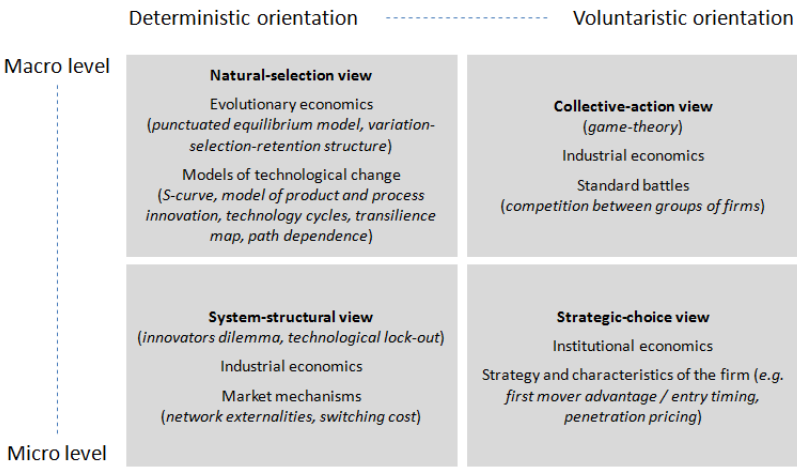 Deterministic orientation
Voluntaristic orientation
Macro level
Natural-selection view
Evolutionary economics
(punctuated equilibrium model, variation-
selection-retention structure)
Models of technological change
(S-curve, model of product and process
innovation, technology cycles, transilience
map, path dependence)
Collective-action view
(game-theory)
Industrial economics
Standard battles
(competition between groups of firms)
System-structural view
(innovators dilemma, technological lock-out)
Industrial economics
Market mechanisms
(network externalities, switching cost)
Strategic-choice view
Institutional economics
Strategy and characteristics of the firm (e.g.
first mover advantage / entry timing,
penetration pricing)
Micro level